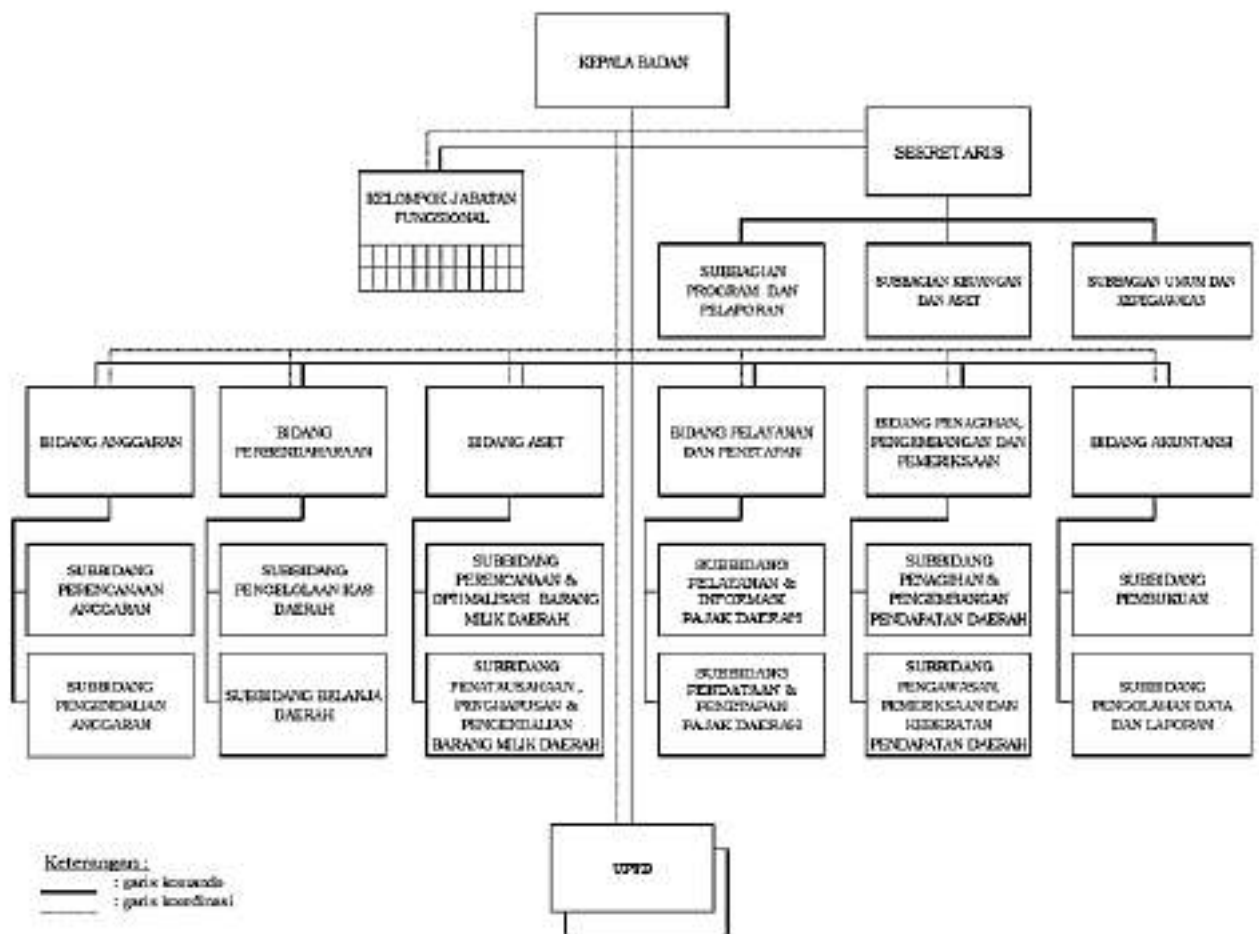 KEPALA BADAN
SEKRETARIS
KELOMPOK JABATAN
FUNGSIONAL
SUBBAGIAN
PROGRAM DAN
PELAPORAN
SUBBAGIAN KEUANGAN
DAN ASET
SUBBAGIAN UMUM DAN
KEPEGAWAIAN
BIDANG ANGGARAN
BIDANG
PERBENDAHARAAN
BIDANG ASET
BIDANG PELAYANAN
DAN PENETAPAN
BIDANG PENAGIHAN,
PENGEMBANGAN DAN
PEMERIKSAAN
BIDANG AKUNTANSI
SUBBIDANG
PERENCANAAN
ANGGARAN
SUBBIDANG
PENGELOLAAN KAS
DAERAH
SUBBIDANG
PERENCANAAN &
OPTIMALISASI BARANG
MILIK DAERAH
SUBBIDANG
PELAYANAN &
INFORMASI
PAJAK DAERAH
SUBBIDANG
PENAGIHAN &
PENGEMBANGAN
PENDAPATAN DAERAH
SUBBIDANG
PEMBUKUAN
SUBBIDANG
PENGENDALIAN
ANGGARAN
SUBBIDANG BELANJA
DAERAH
SUBBIDANG
PENATAUSAHAAN,
PENGHAPUSAN &
PENGENDALIAN
BARANG MILIK DAERAH
SUBBIDANG
PENDATAAN &
PENETAPAN
PAJAK DAERAH
SUBBIDANG
PENGAWASAN,
PEMERIKSAAN DAN
KEBERATAN
PENDAPATAN DAERAH
SUBBIDANG
PENGOLAHAN DATA
DAN LAPORAN
UPTD
Keterangan :
: garis komando
: garis koordinasi